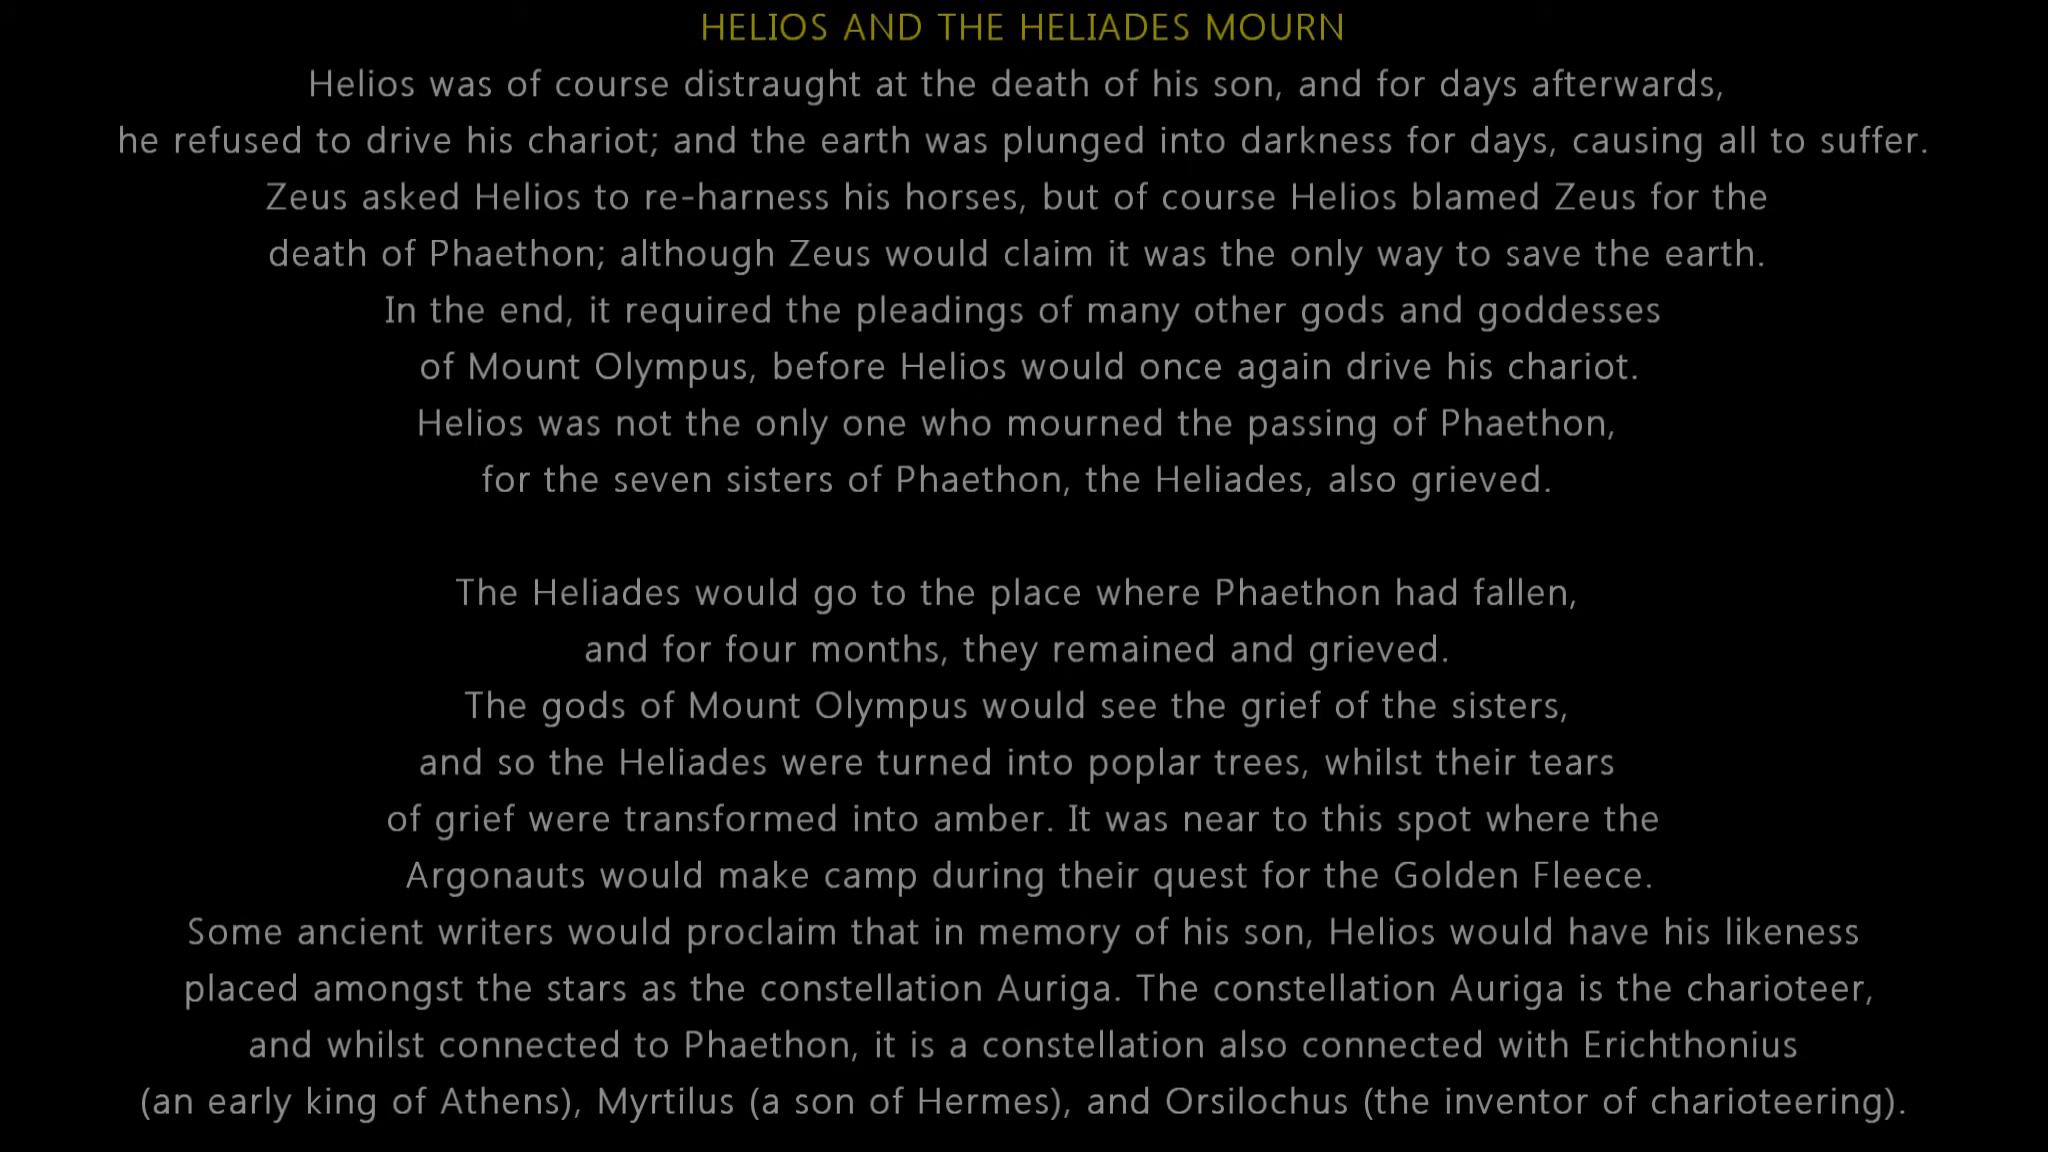 HELIOS AND THE HELIADES MOURN
Helios was of course distraught at the death of his son, and for days afterwards,
he refused to drive his chariot; and the earth was plunged into darkness for days, causing all to suffer.
Zeus asked Helios to re-harness his horses, but of course Helios blamed Zeus for the
death of Phaethon; although Zeus would claim it was the only way to save the earth.
In the end, it required the pleadings of many other gods and goddesses
of Mount Olympus, before Helios would once again drive his chariot.
Helios was not the only one who mourned the passing of Phaethon,
for the seven sisters of Phaethon, the Heliades, also grieved.
The Heliades would go to the place where Phaethon had fallen,
and for four months, they remained and grieved.
The gods of Mount Olympus would see the grief of the sisters,
and so the Heliades were turned into poplar trees, whilst their tears
of grief were transformed into amber. It was near to this spot where the
Argonauts would make camp during their quest for the Golden Fleece.
Some ancient writers would proclaim that in memory of his son, Helios would have his likeness
placed amongst the stars as the constellation Auriga. The constellation Auriga is the charioteer,
and whilst connected to Phaethon, it is a constellation also connected with Erichthonius
(an early king of Athens), Myrtilus (a son of Hermes), and Orsilochus (the inventor of charioteering).